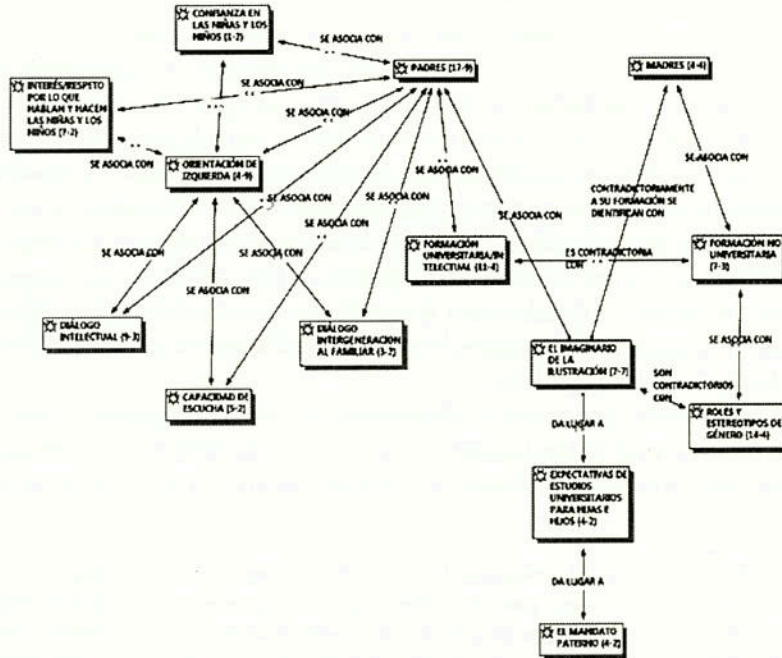 CONFIANZA EN
LAS NIÑAS Y LOS
NIÑOS (1-2)
SE ASOCIA CON
PADRES (17-9)
MADRES (4-4)
INTERÉS/RESPETO
POR LO QUE
HABLAN Y HACEN
LAS NIÑAS Y LOS
NIÑOS (7-2)
SE ASOCIA CON
SE ASOCIA CON
SE ASOCIA CON
ORIENTACIÓN DE
IZQUIERDA (4-9)
SE ASOCIA CON
CONTRADICTORIAMENTE
A SU FORMACIÓN SE
IDENTIFICAN CON
SE ASOCIA CON
SE ASOCIA CON
SE ASOCIA CON
SE ASOCIA CON
SE ASOCIA CON
FORMACIÓN
UNIVERSITARIA/IN
TELECTUAL (11-4)
ES CONTRADICTORIA
CON
FORMACIÓN NO
UNIVERSITARIA
(7-3)
SE ASOCIA CON
SE ASOCIA CON
SE ASOCIA CON
SE ASOCIA CON
DIÁLOGO
INTELECTUAL (9-3)
DIÁLOGO
INTERGENERACION
AL FAMILIAR (3-2)
EL IMAGINARIO
DE LA
ILUSTRACIÓN (7-7)
SE ASOCIA CON
CAPACIDAD DE
ESCUCHA (5-2)
SON
CONTRADICTORIOS
CON
ROLES Y
ESTEREOTIPOS DE
GÉNERO (14-4)
DA LUGAR A
EXPECTATIVAS DE
ESTUDIOS
UNIVERSITARIOS
PARA HIJAS E
HIJOS (4-2)
DA LUGAR A
EL MANDATO
PATERNO (4-2)